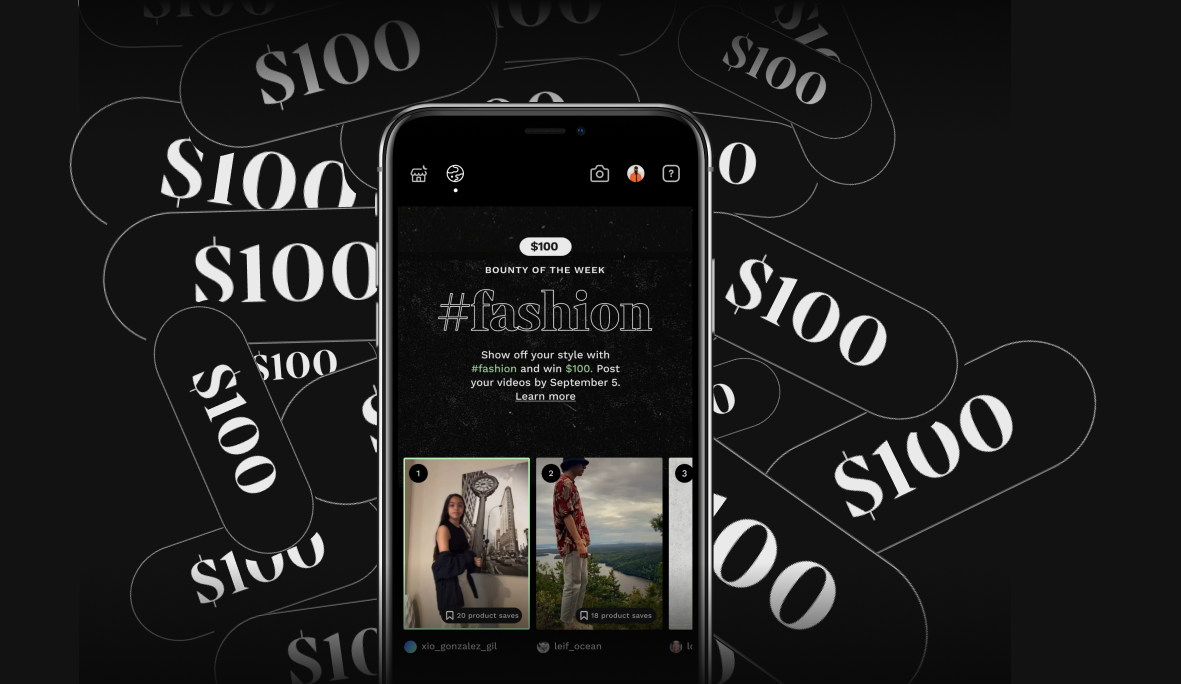 $100
$100
$100
$100
$100
$100
$100
$100
$100
$100
$100
BOUNTY OF THE WEEK
#fashion
Show off your style with
#fashion and win $100. Post
your videos by September 5.
Learn more
1
2
3
20 product saves
18 product saves
xio_gonzalez_gil
leif_ocean